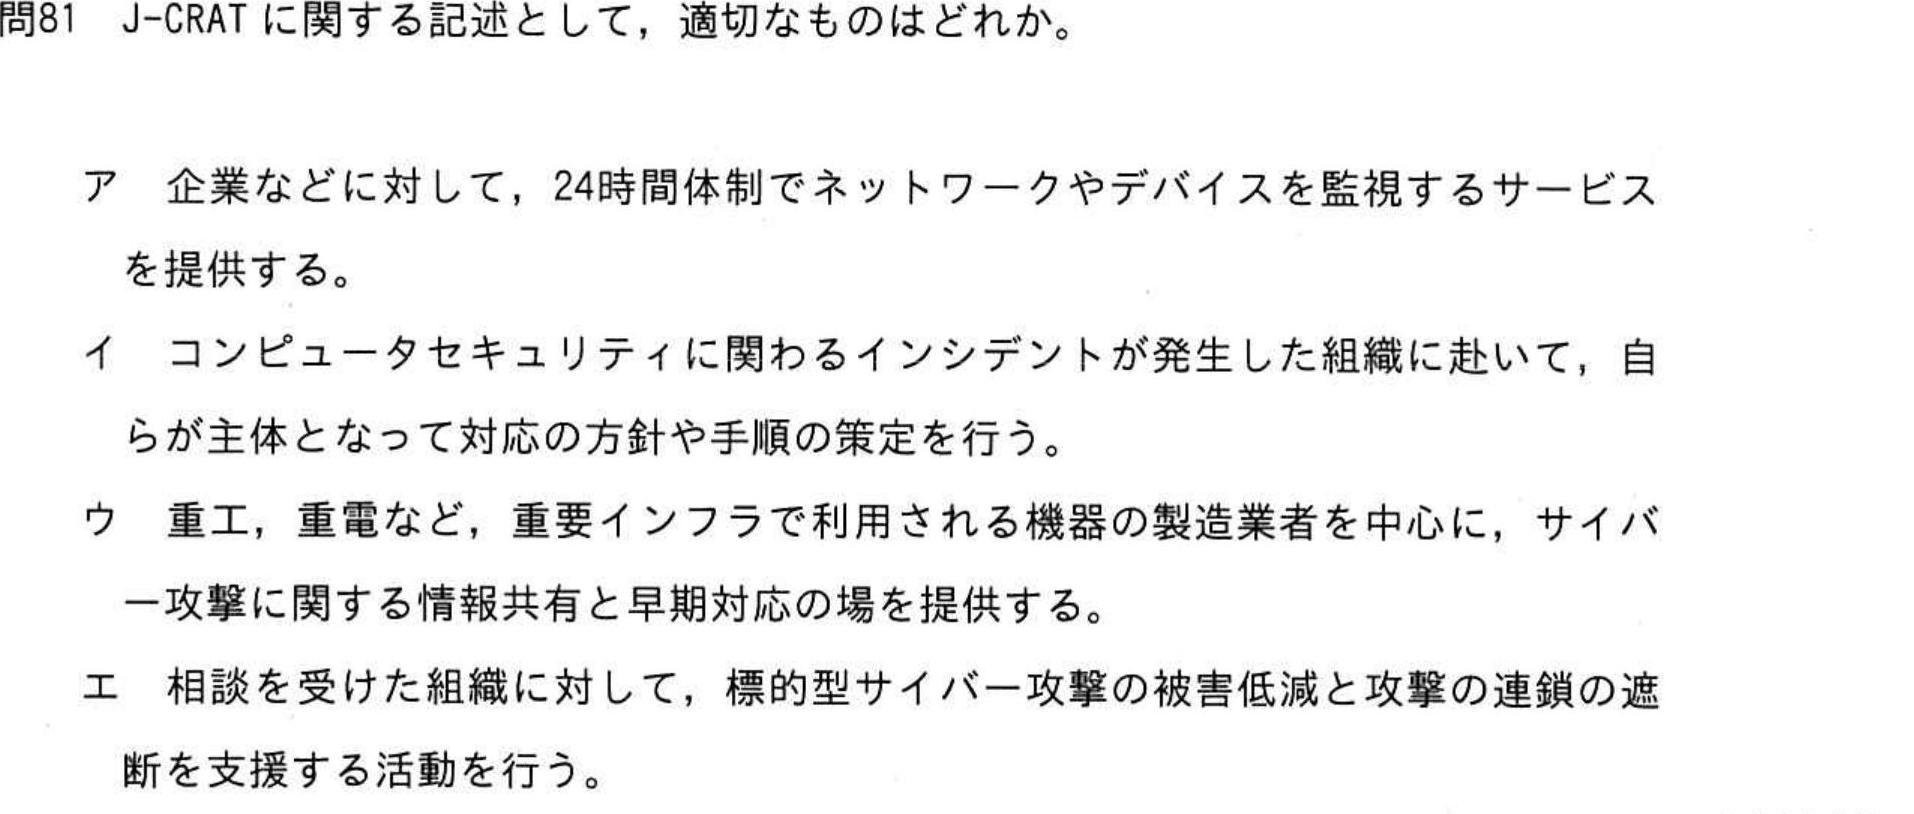 問81 J-CRAT に関する記述として，適切なものはどれか。
ア 企業などに対して，24時間体制でネットワークやデバイスを監視するサービス
を提供する。
イ コンピュータセキュリティに関わるインシデントが発生した組織に赴いて，自
らが主体となって対応の方針や手順の策定を行う。
ウ 重工，重電など，重要インフラで利用される機器の製造業者を中心に，サイバ
ー攻撃に関する情報共有と早期対応の場を提供する。
エ 相談を受けた組織に対して，標的型サイバー攻撃の被害低減と攻撃の連鎖の遮
断を支援する活動を行う。